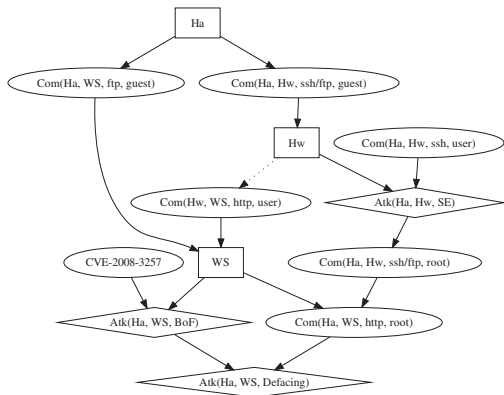 Ha
Com(Ha, WS, ftp, guest)
Com(Ha, Hw, ssh/ftp, guest)
Hw
Com(Ha, Hw, ssh, user)
Com(Hw, WS, http, user)
Atk(Ha, Hw, SE)
CVE-2008-3257
WS
Com(Ha, Hw, ssh/ftp, root)
Atk(Ha, WS, BoF)
Com(Ha, WS, http, root)
Atk(Ha, WS, Defacing)